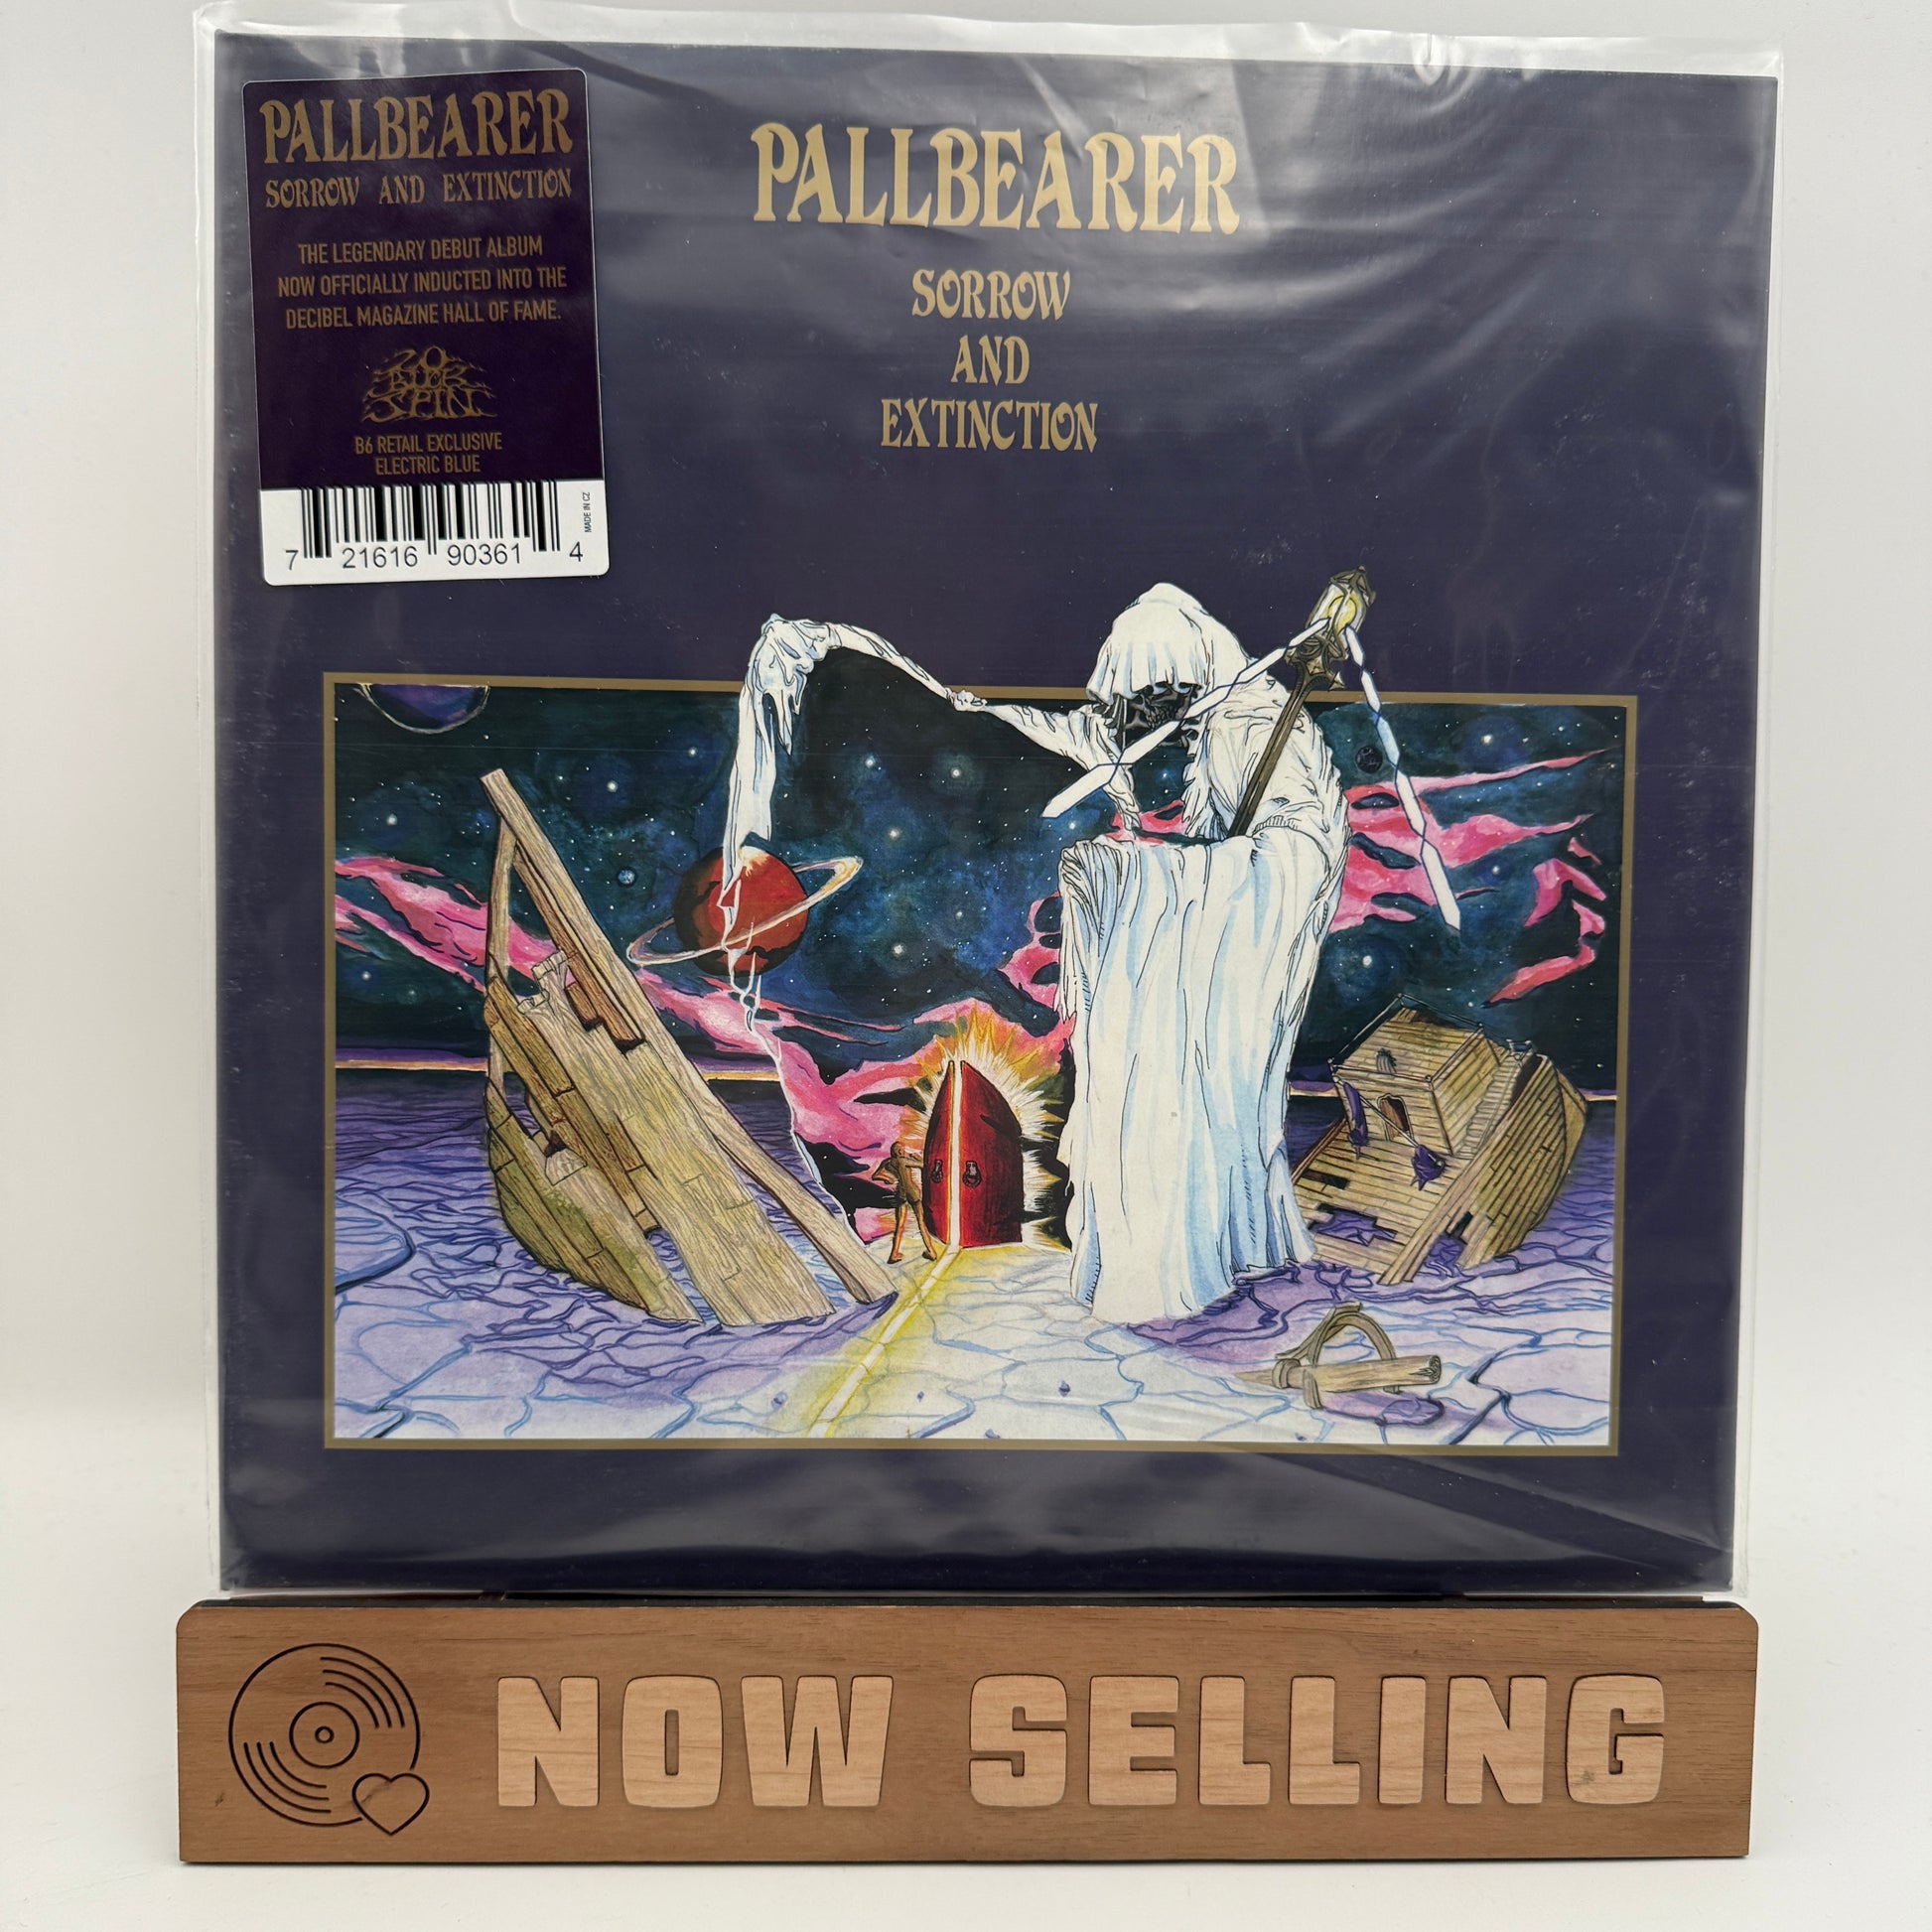 PALLBEARER
SORROW AND EXTINCTION
THE LEGENDARY DEBUT ALBUM
NOW OFFICIALLY INDUCTED INTO THE
DECIBEL MAGAZINE HALL OF FAME.
20
BUCK
SPIN
B6 RETAIL EXCLUSIVE
ELECTRIC BLUE
MADE IN CZ
7 21616 90361 4
PALLBEARER
SORROW
AND
EXTINCTION
NOW SELLING